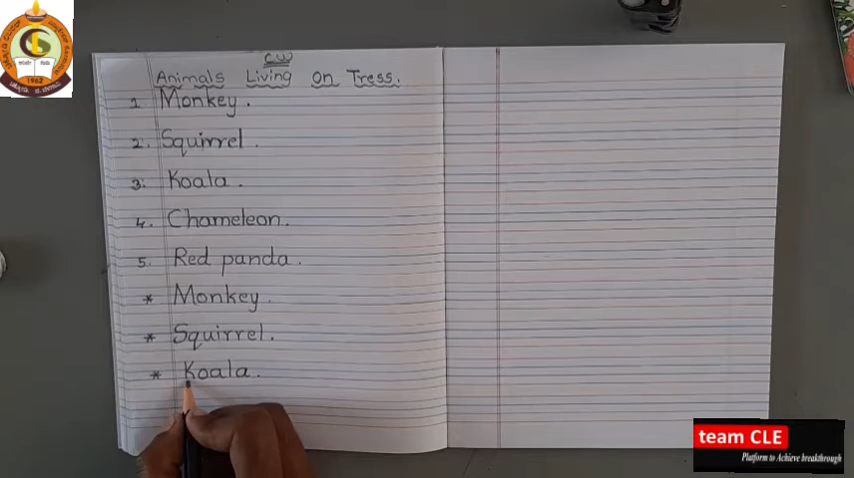 CW
Animals Living on Tress.
1. Monkey.
2. Squirrel.
3. Koala.
4. Chameleon.
5. Red panda.
* Monkey.
* Squirrel.
* Koala.
1962
team CLE
Platform to Achieve breakthrough